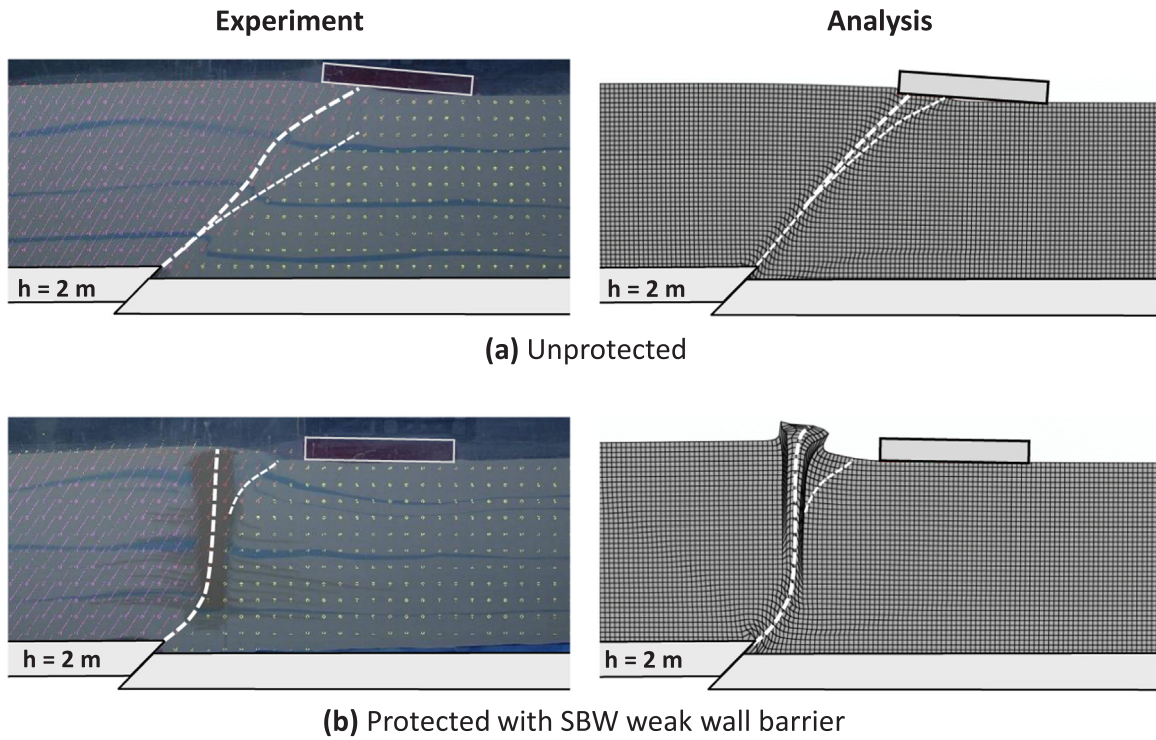 Experiment
Analysis
h = 2 m
h = 2 m
(a) Unprotected
h = 2 m
h = 2 m
(b) Protected with SBW weak wall barrier